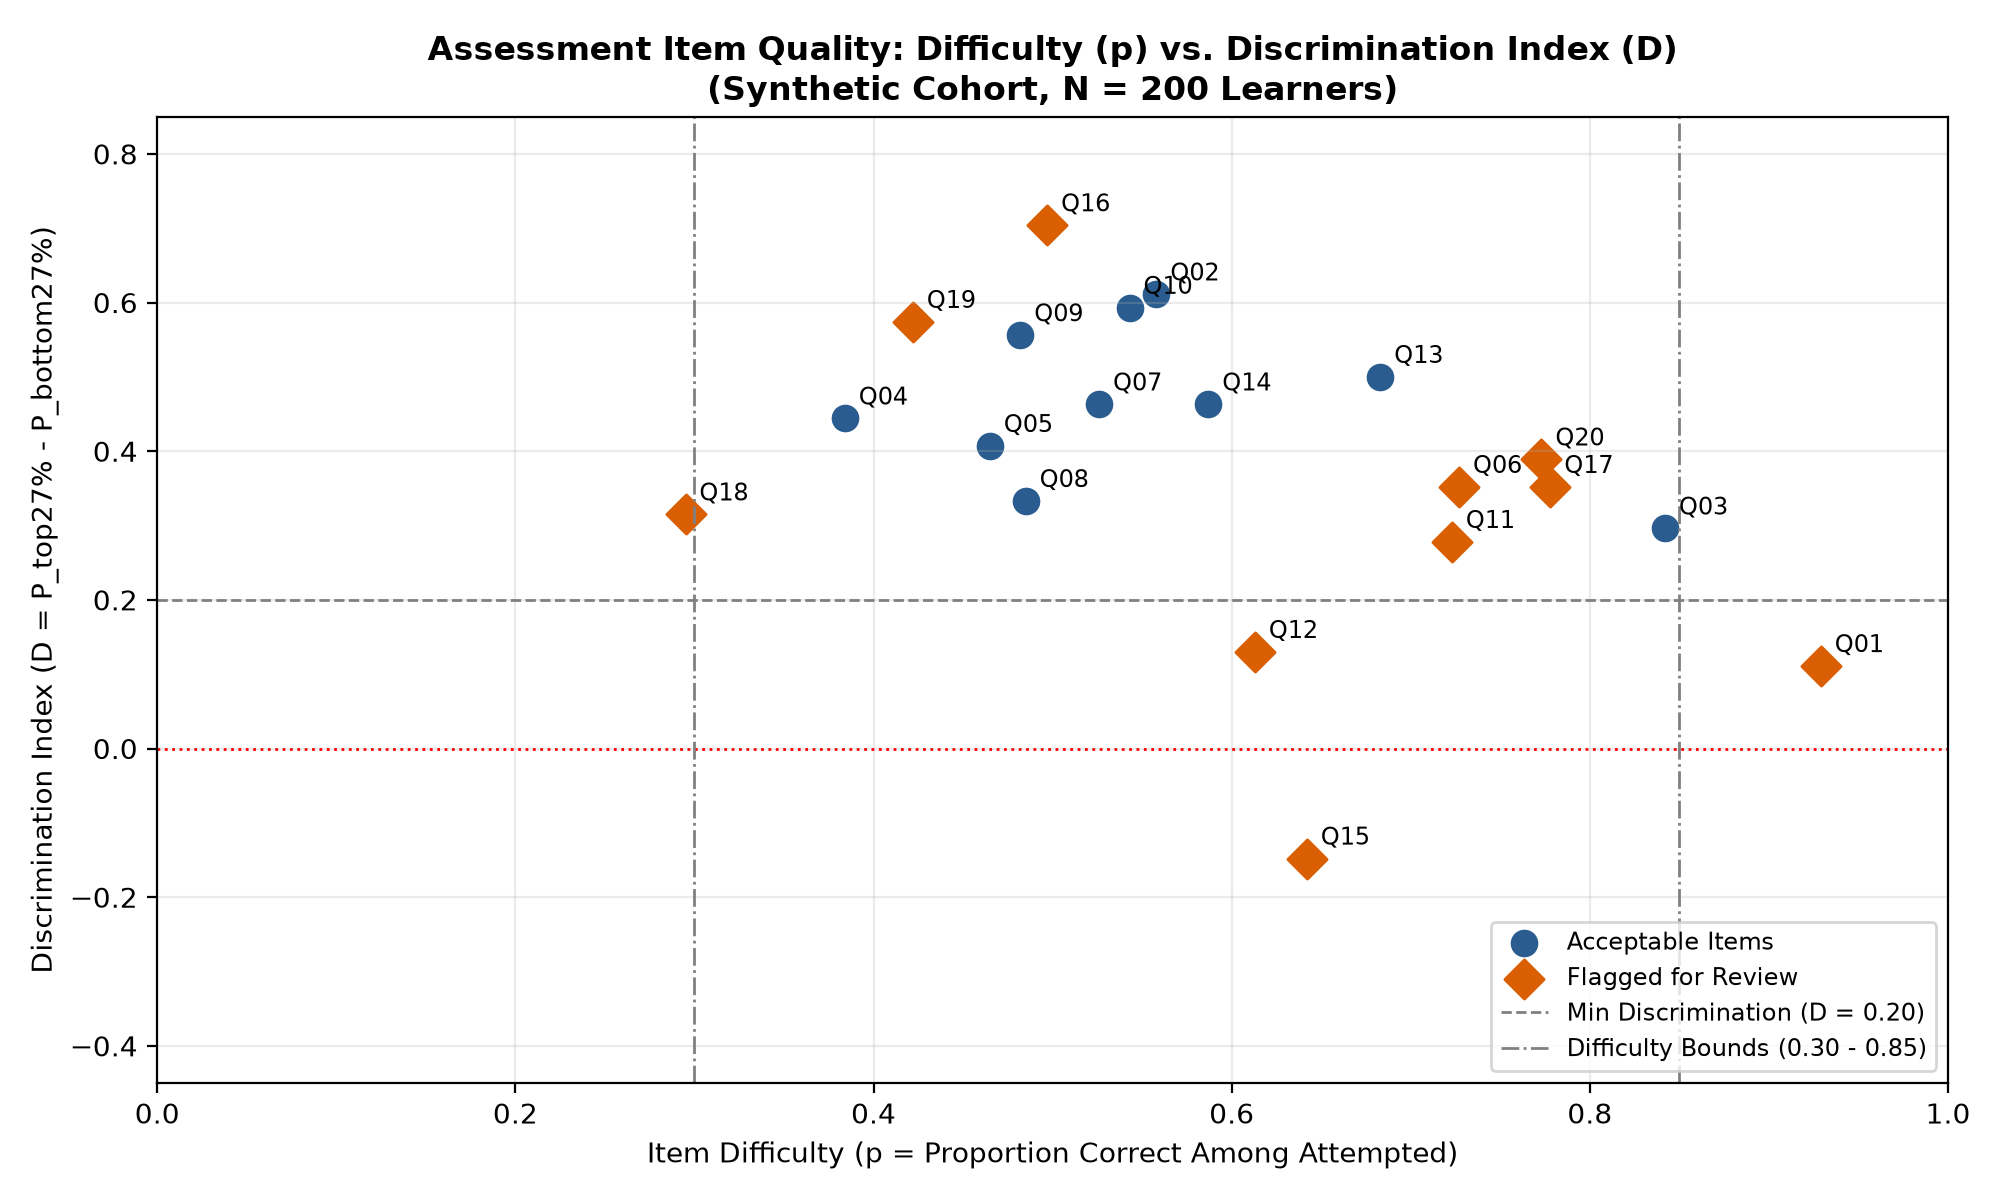 Assessment Item Quality: Difficulty (p) vs. Discrimination Index (D)
(Synthetic Cohort, N = 200 Learners)
Discrimination Index (D = P_top27% - P_bottom27%)
0.8
0.6
0.4
0.2
0.0
−0.2
−0.4
Q16
Q02
Q10
Q19
Q09
Q13
Q07
Q14
Q04
Q05
Q20
Q06
Q17
Q08
Q18
Q03
Q11
Q12
Q01
Q15
Acceptable Items
Flagged for Review
Min Discrimination (D = 0.20)
Difficulty Bounds (0.30 - 0.85)
0.0
0.2
0.4
0.6
0.8
1.0
Item Difficulty (p = Proportion Correct Among Attempted)